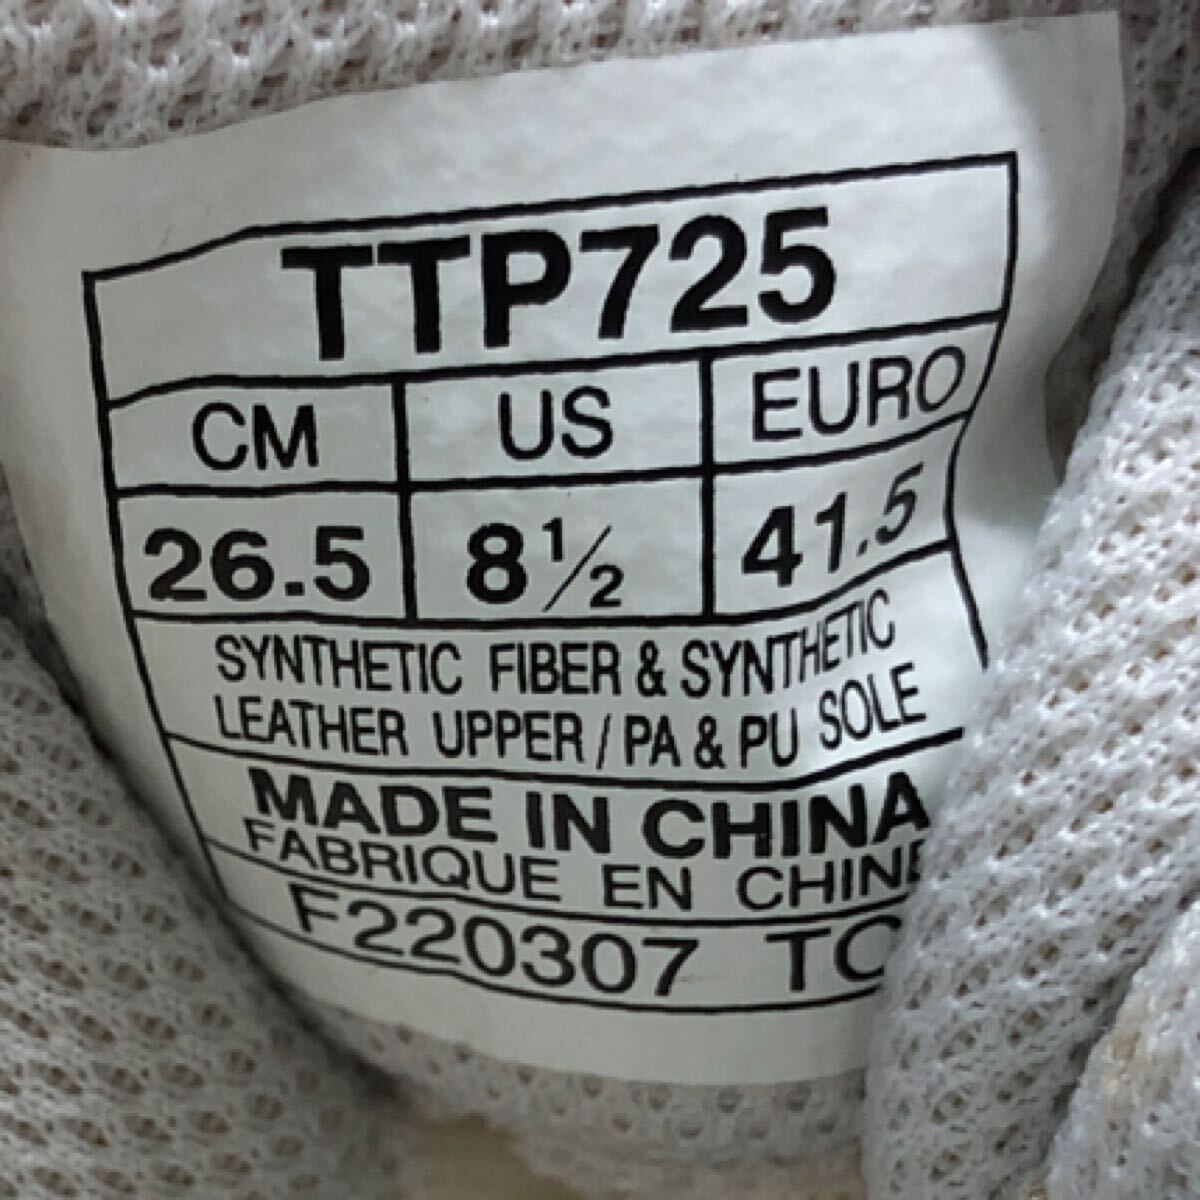 TTP725
CM US EURO
26.5 8½ 41.5
SYNTHETIC FIBER & SYNTHETIC
LEATHER UPPER / PA & PU SOLE
MADE IN CHINA
FABRIQUE EN CHINE
F220307 TC